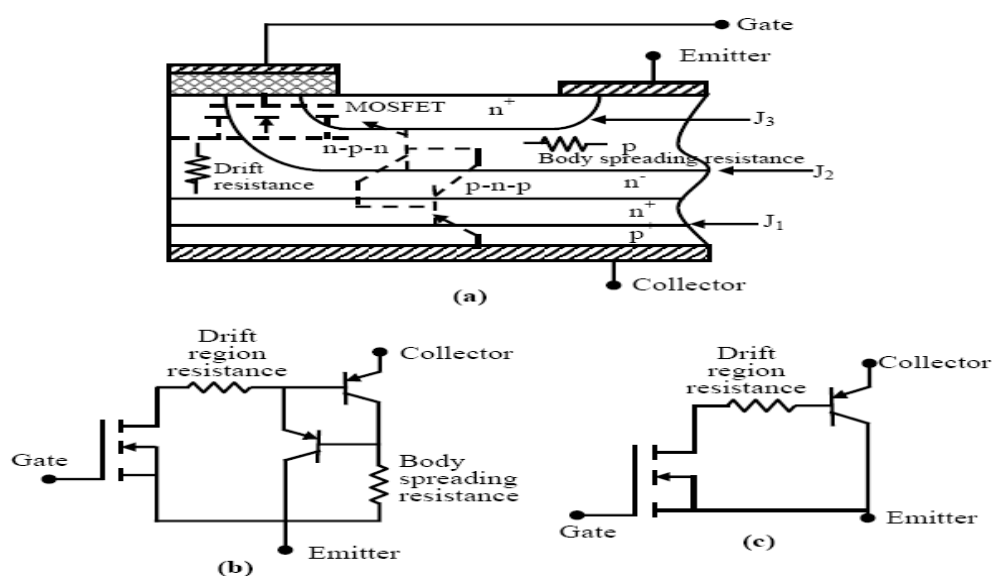 Gate
Emitter
MOSFET
n+
J3
n-p-n
p
Body spreading resistance
Drift
resistance
J2
p-n-p
n-
n+
J1
p
Collector
(a)
Drift
region
resistance
Collector
Gate
Body
spreading
resistance
Emitter
(b)
Drift
region
resistance
Collector
Gate
Emitter
(c)